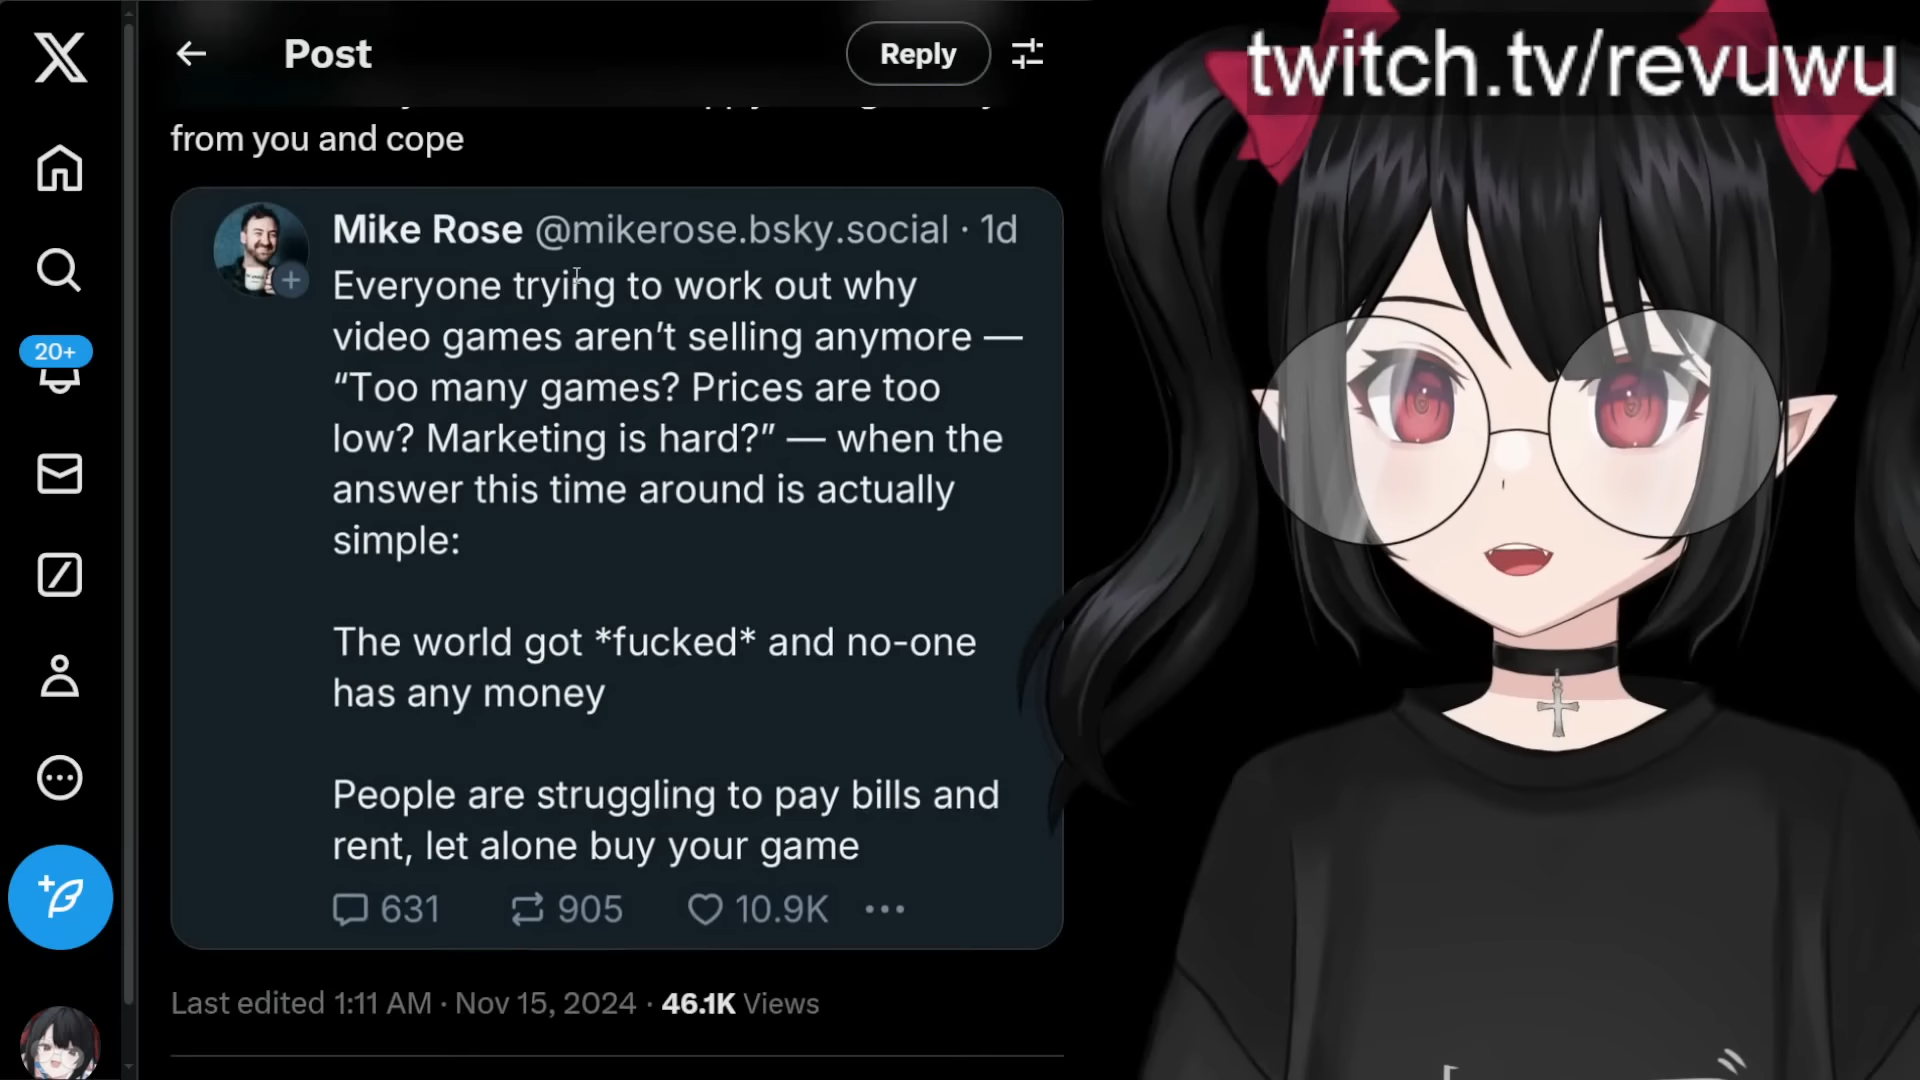 twitch.tv/revuwu
Post
Reply
from you and cope
Mike Rose @mikerose.bsky.social · 1d
Everyone trying to work out why
video games aren’t selling anymore —
“Too many games? Prices are too
low? Marketing is hard?” — when the
answer this time around is actually
simple:
The world got *fucked* and no-one
has any money
People are struggling to pay bills and
rent, let alone buy your game
631 905 10.9K
Last edited 1:11 AM · Nov 15, 2024 · 46.1K Views
20+